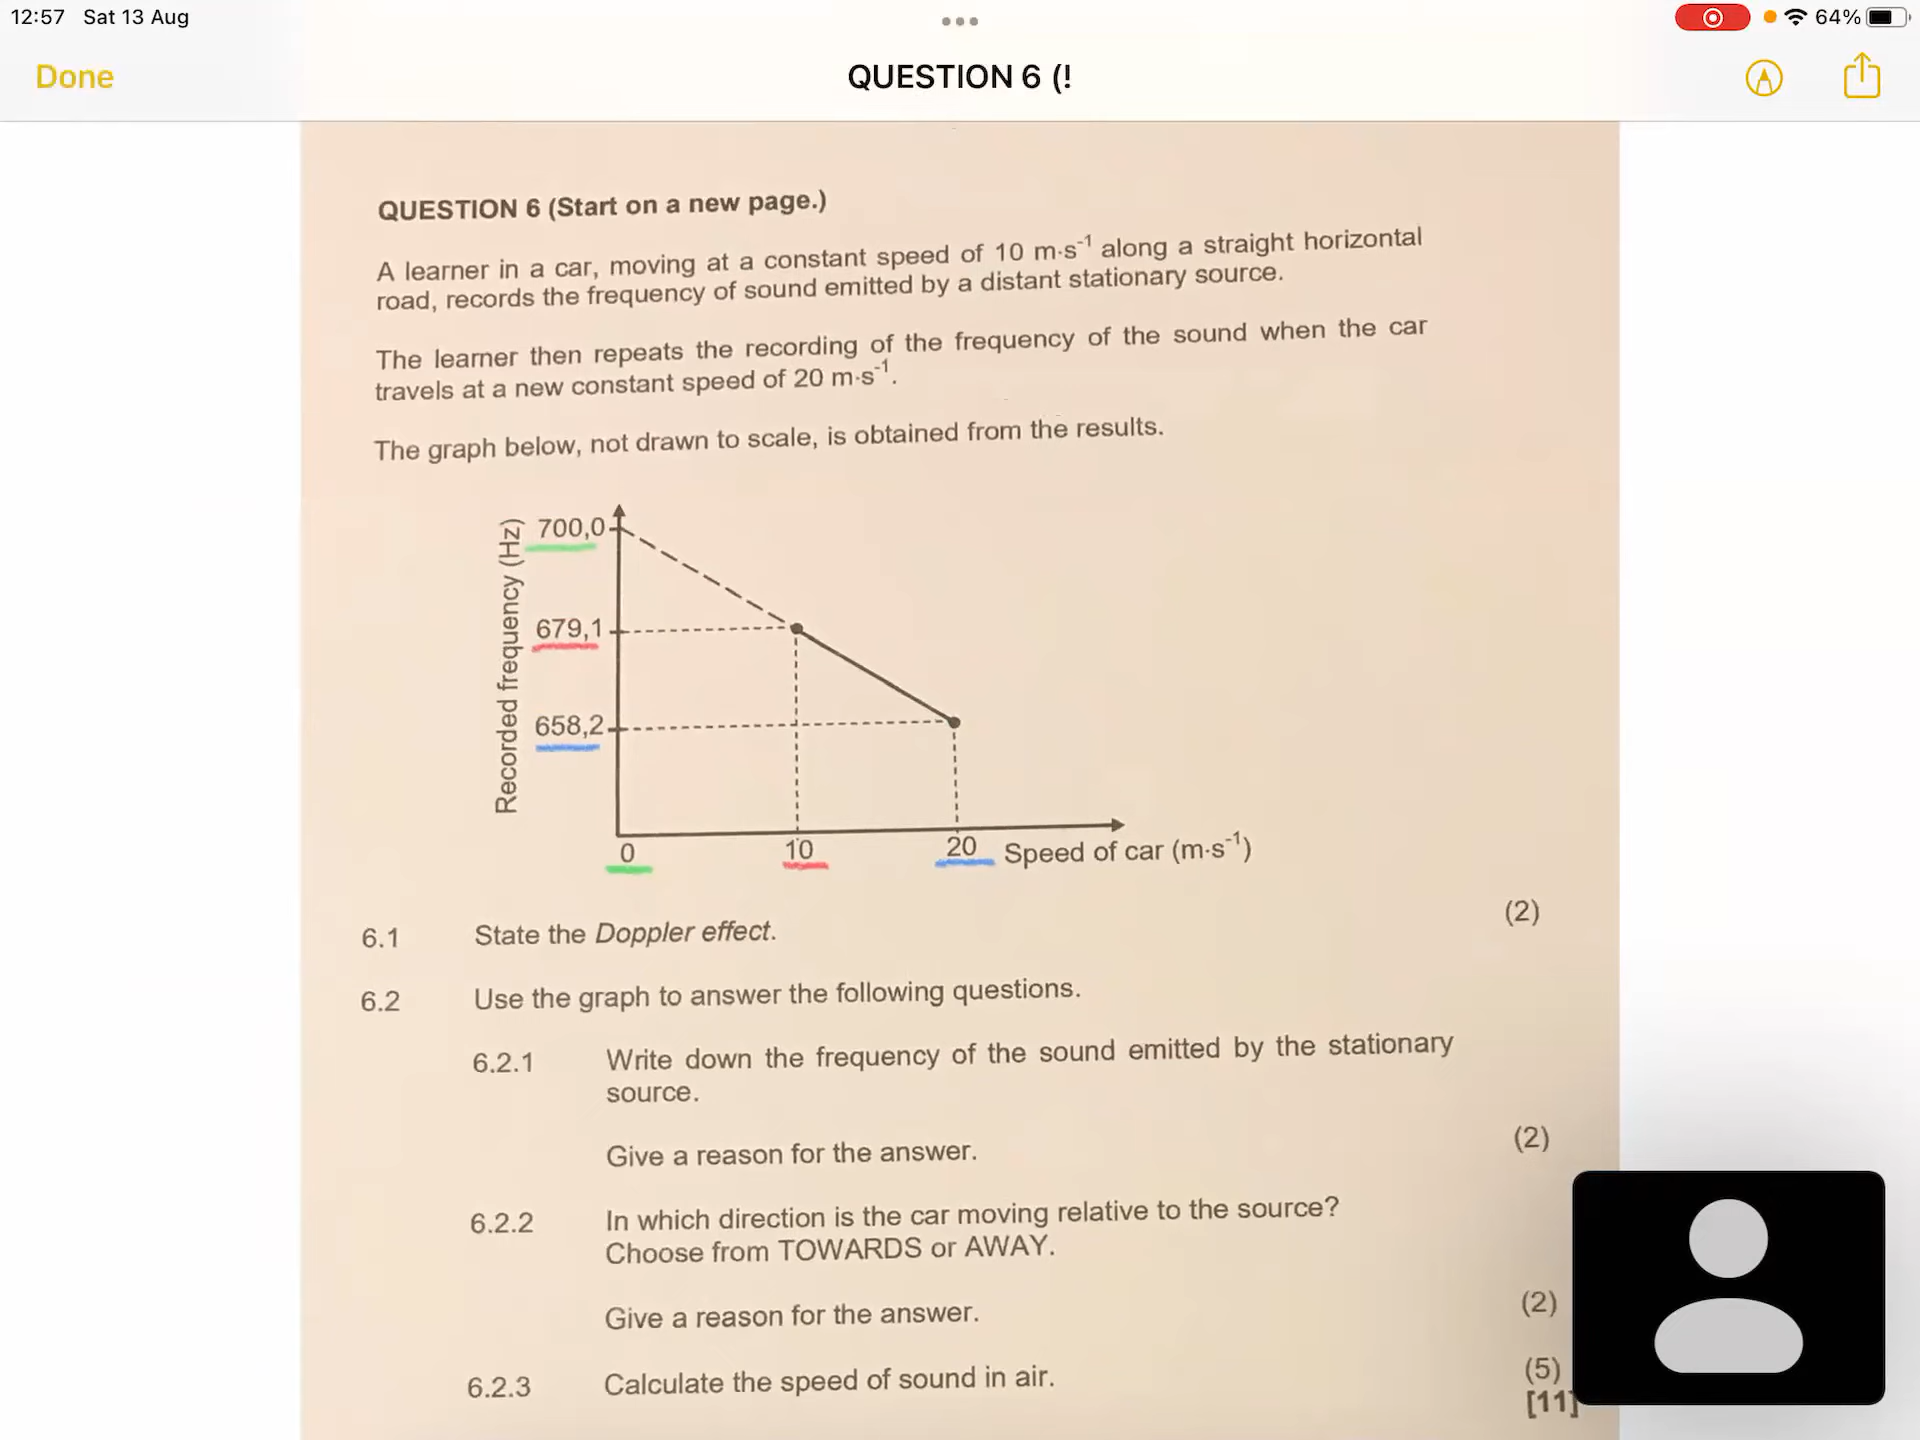 12:57 Sat 13 Aug
64%
Done
QUESTION 6 (!
QUESTION 6 (Start on a new page.)
A learner in a car, moving at a constant speed of 10 m·s⁻¹ along a straight horizontal
road, records the frequency of sound emitted by a distant stationary source.
The learner then repeats the recording of the frequency of the sound when the car
travels at a new constant speed of 20 m·s⁻¹.
The graph below, not drawn to scale, is obtained from the results.
Recorded frequency (Hz)
700,0
679,1
658,2
0 10 20 Speed of car (m·s⁻¹)
6.1 State the Doppler effect. (2)
6.2 Use the graph to answer the following questions.
6.2.1 Write down the frequency of the sound emitted by the stationary
source.
Give a reason for the answer. (2)
6.2.2 In which direction is the car moving relative to the source?
Choose from TOWARDS or AWAY.
Give a reason for the answer. (2)
6.2.3 Calculate the speed of sound in air. (5)
[11]